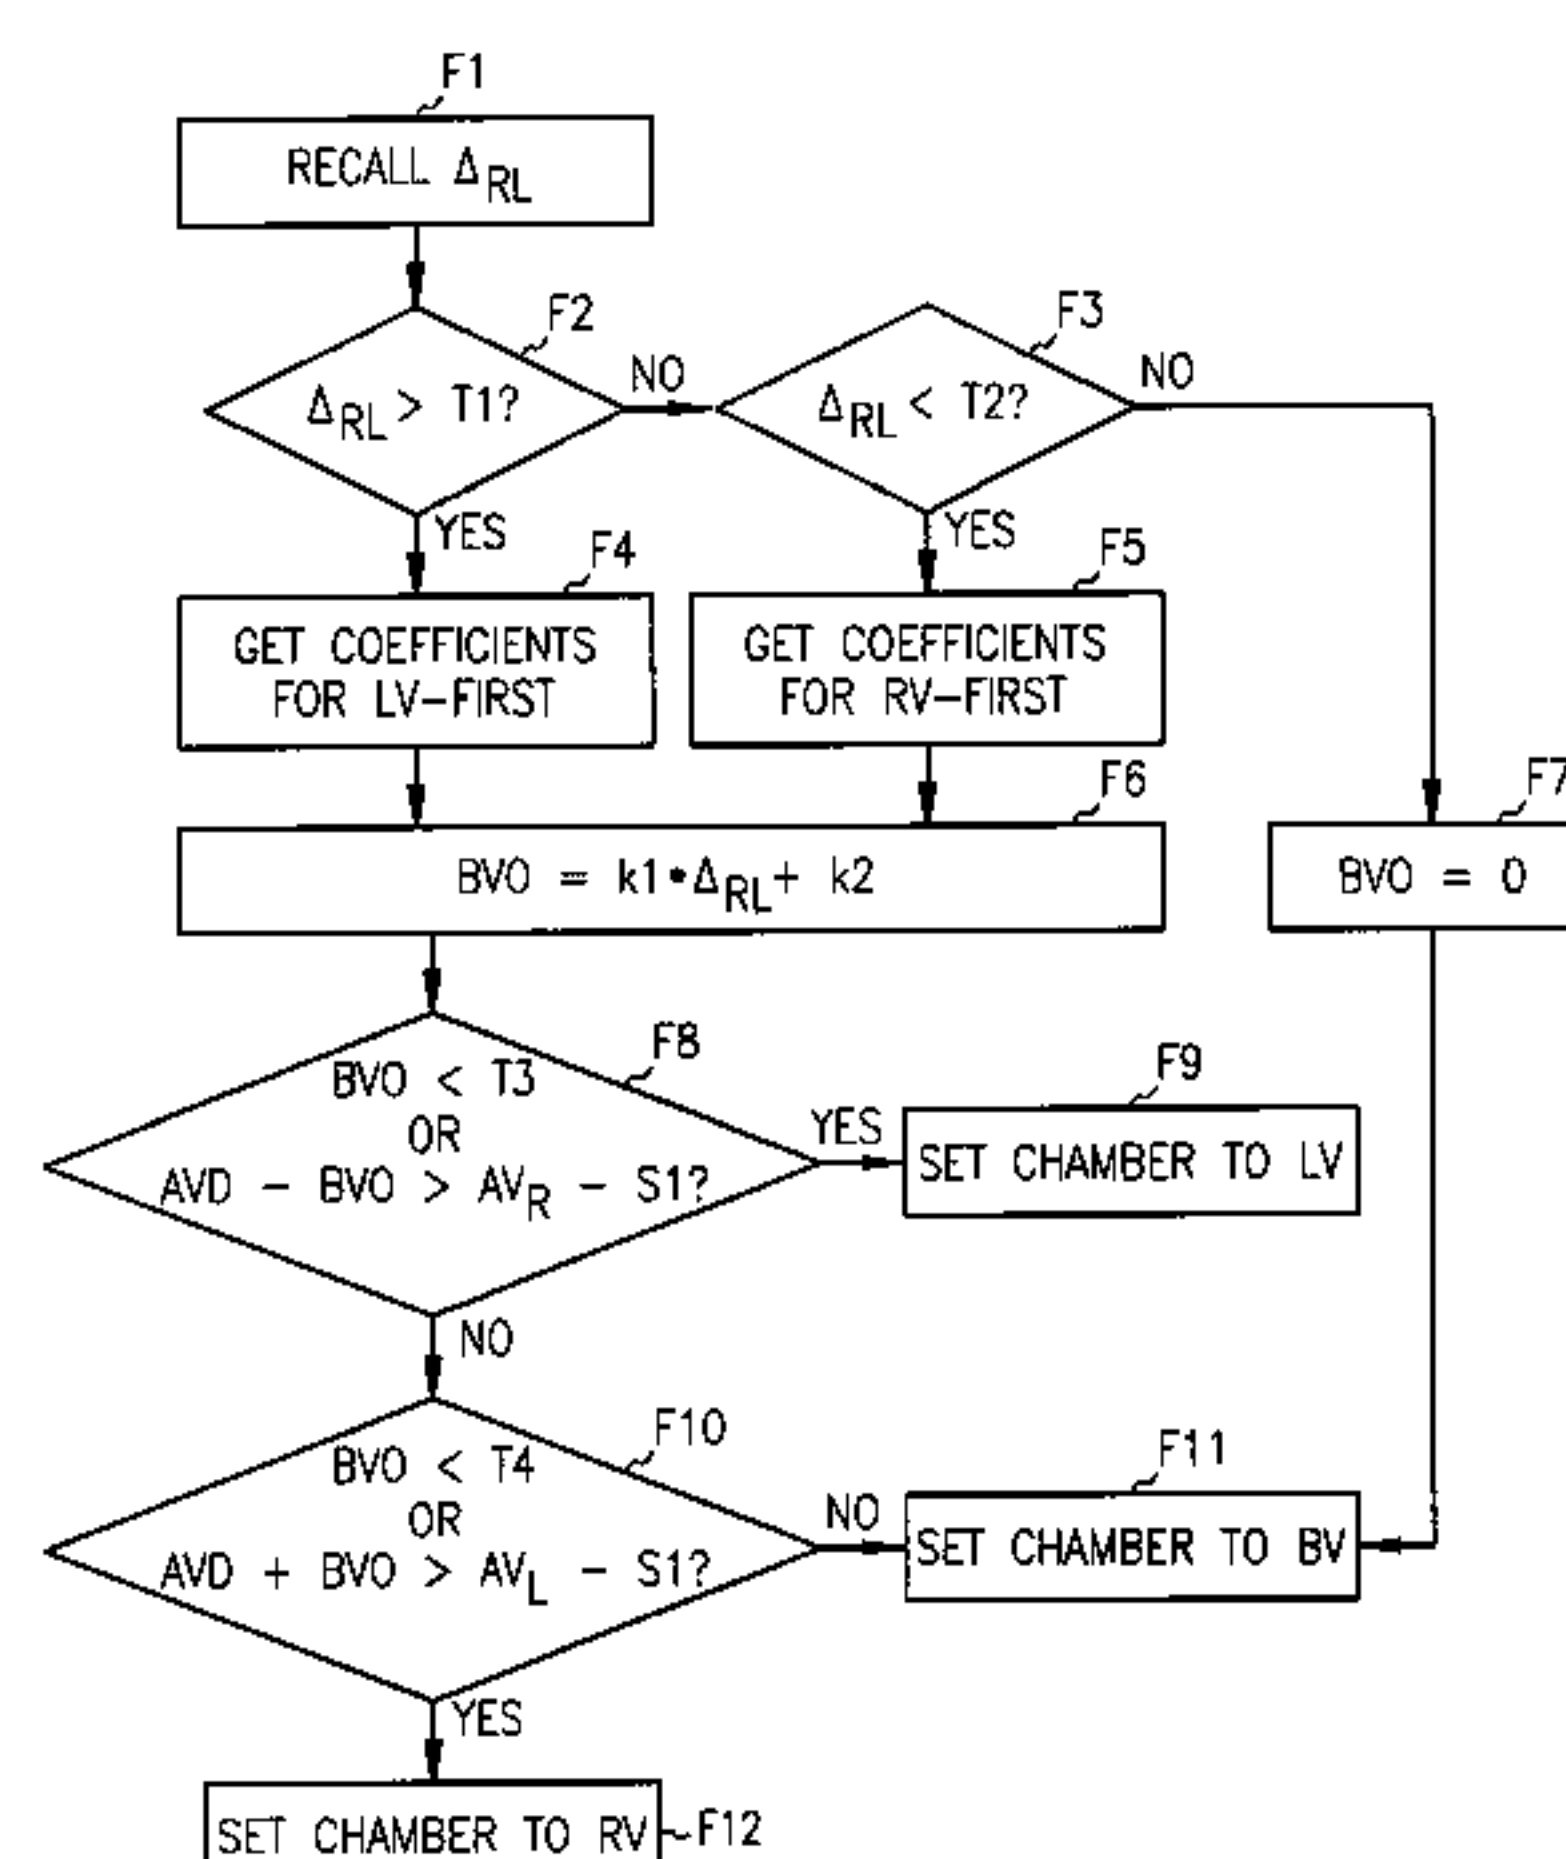 F1
RECALL ΔRL
F2
ΔRL > T1?
NO
F3
ΔRL < T2?
NO
YES
YES
F4
GET COEFFICIENTS
FOR LV-FIRST
F5
GET COEFFICIENTS
FOR RV-FIRST
F6
BVO = k1•ΔRL+ k2
F7
BVO = 0
F8
BVO < T3
OR
AVD - BVO > AVR - S1?
YES
F9
SET CHAMBER TO LV
NO
F10
BVO < T4
OR
AVD + BVO > AVL - S1?
NO
F11
SET CHAMBER TO BV
YES
SET CHAMBER TO RV
F12